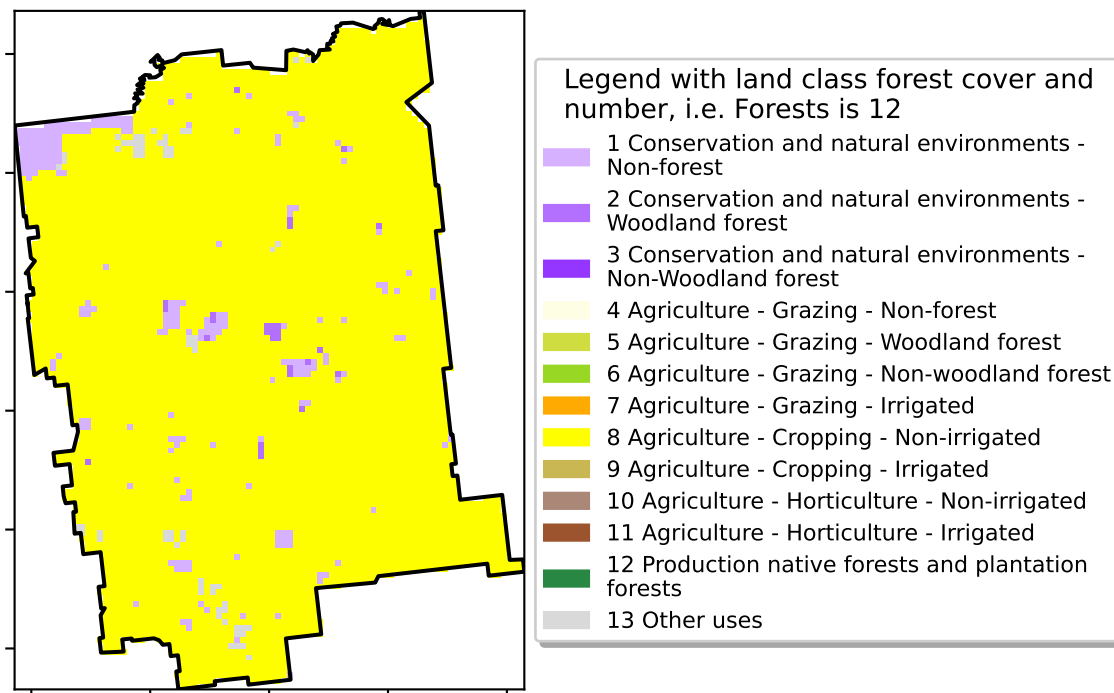 Legend with land class forest cover and
number, i.e. Forests is 12
1 Conservation and natural environments -
Non-forest
2 Conservation and natural environments -
Woodland forest
3 Conservation and natural environments -
Non-Woodland forest
4 Agriculture - Grazing - Non-forest
5 Agriculture - Grazing - Woodland forest
6 Agriculture - Grazing - Non-woodland forest
7 Agriculture - Grazing - Irrigated
8 Agriculture - Cropping - Non-irrigated
9 Agriculture - Cropping - Irrigated
10 Agriculture - Horticulture - Non-irrigated
11 Agriculture - Horticulture - Irrigated
12 Production native forests and plantation
forests
13 Other uses